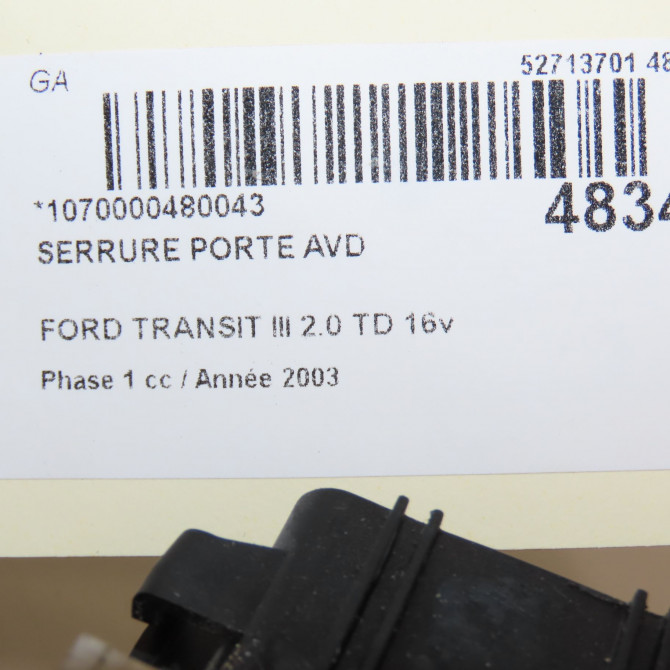 GA
52713701 48
*1070000480043
4834
SERRURE PORTE AVD
FORD TRANSIT III 2.0 TD 16v
Phase 1 cc / Année 2003